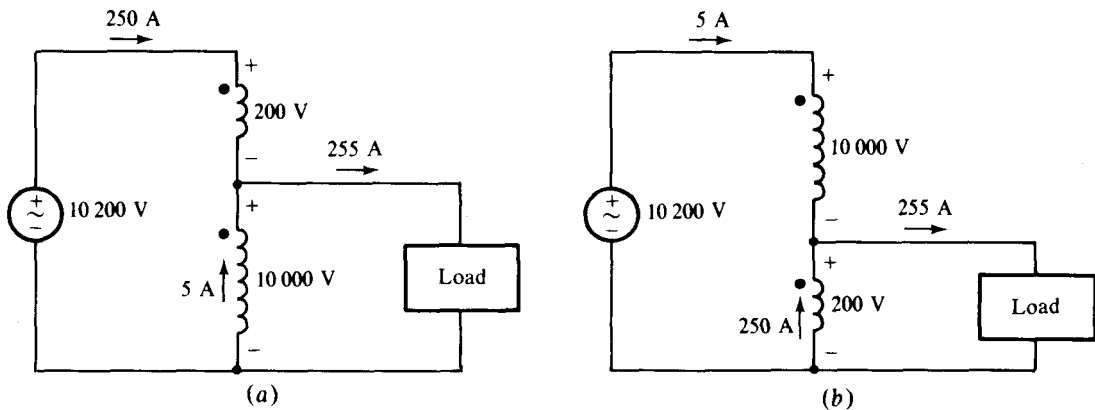 250 A
+
200 V
−
255 A
+
~
−
10 200 V
+
5 A
10 000 V
−
Load
(a)
5 A
+
10 000 V
−
255 A
+
~
−
10 200 V
+
250 A
200 V
−
Load
(b)